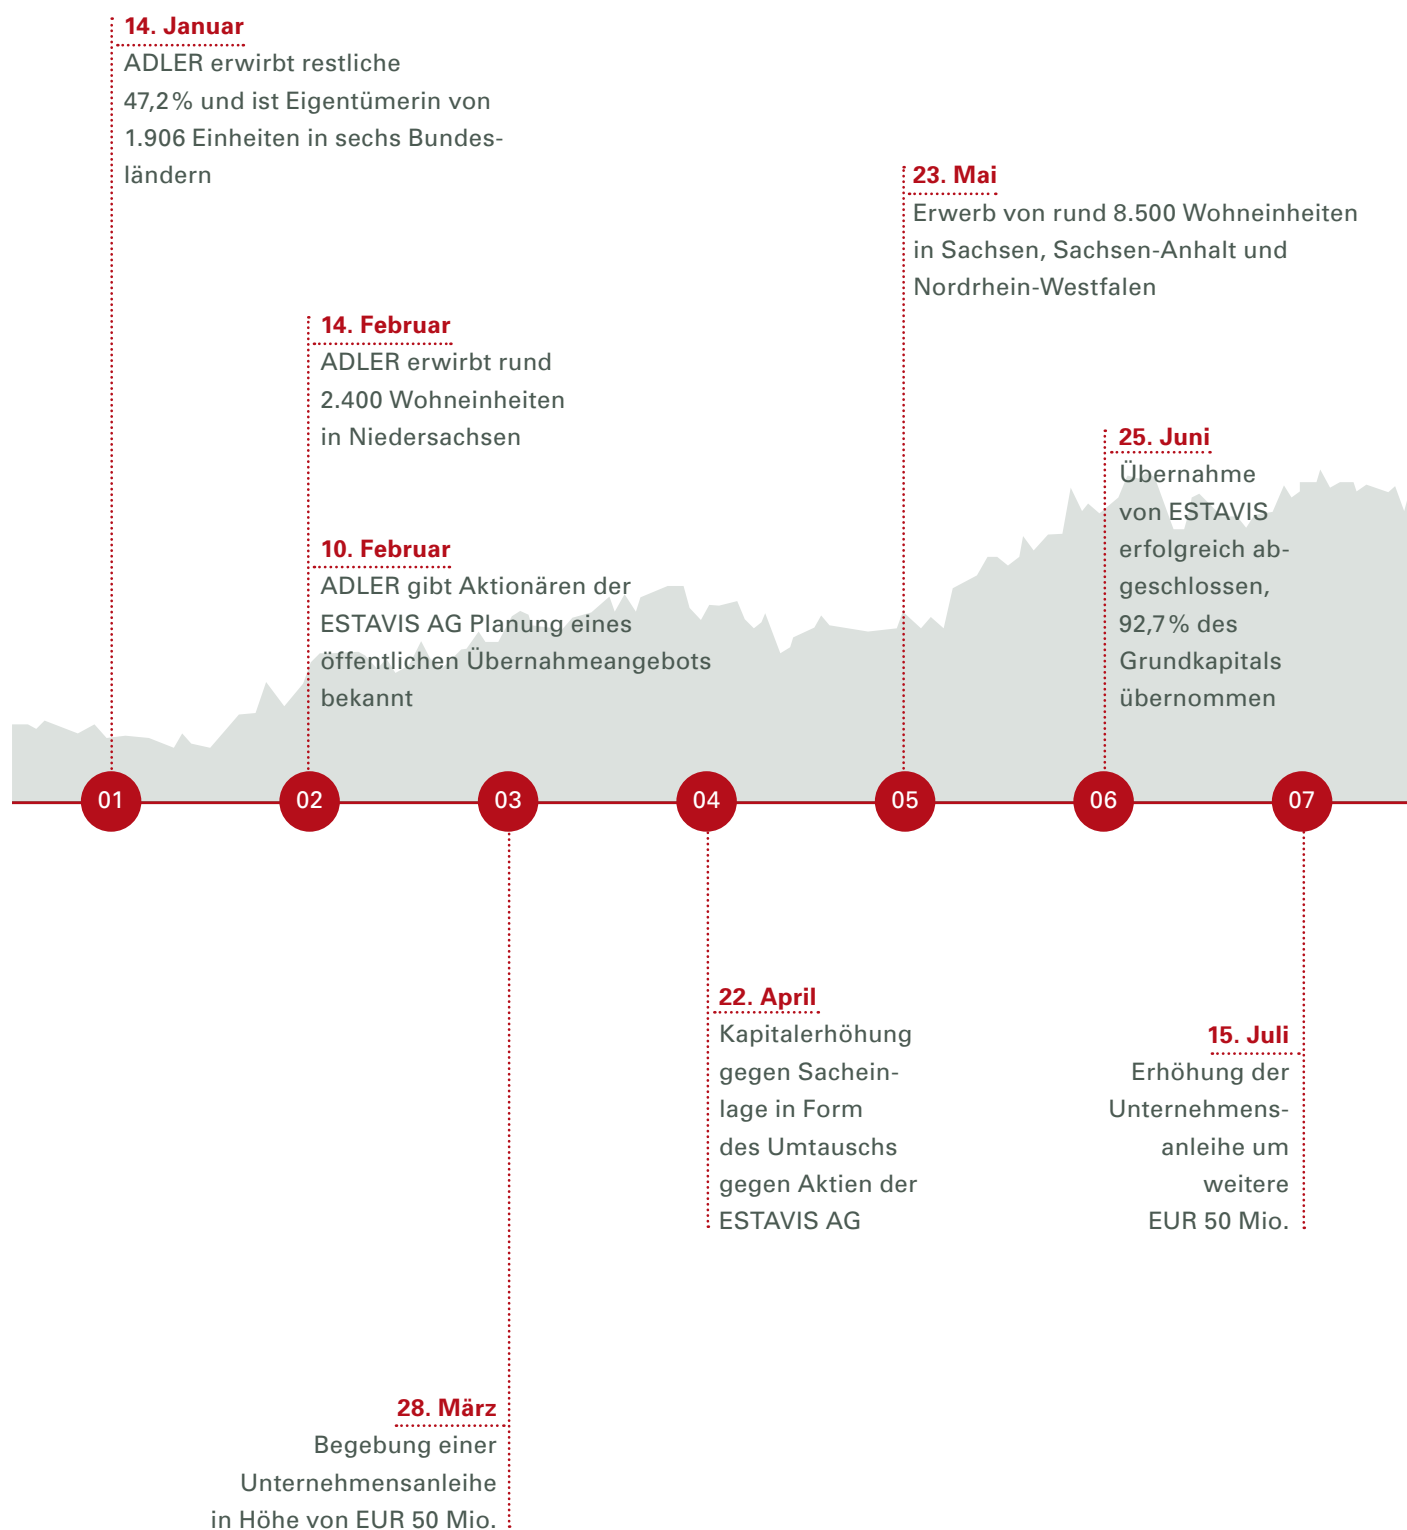 14. Januar
ADLER erwirbt restliche
47,2 % und ist Eigentümerin von
1.906 Einheiten in sechs Bundes-
ländern
23. Mai
Erwerb von rund 8.500 Wohneinheiten
in Sachsen, Sachsen-Anhalt und
Nordrhein-Westfalen
14. Februar
ADLER erwirbt rund
2.400 Wohneinheiten
in Niedersachsen
10. Februar
ADLER gibt Aktionären der
ESTAVIS AG Planung eines
öffentlichen Übernahmeangebots
bekannt
25. Juni
Übernahme
von ESTAVIS
erfolgreich ab-
geschlossen,
92,7 % des
Grundkapitals
übernommen
01 02 03 04 05 06 07
22. April
Kapitalerhöhung
gegen Sachein-
lage in Form
des Umtauschs
gegen Aktien der
ESTAVIS AG
15. Juli
Erhöhung der
Unternehmens-
anleihe um
weitere
EUR 50 Mio.
28. März
Begebung einer
Unternehmensanleihe
in Höhe von EUR 50 Mio.